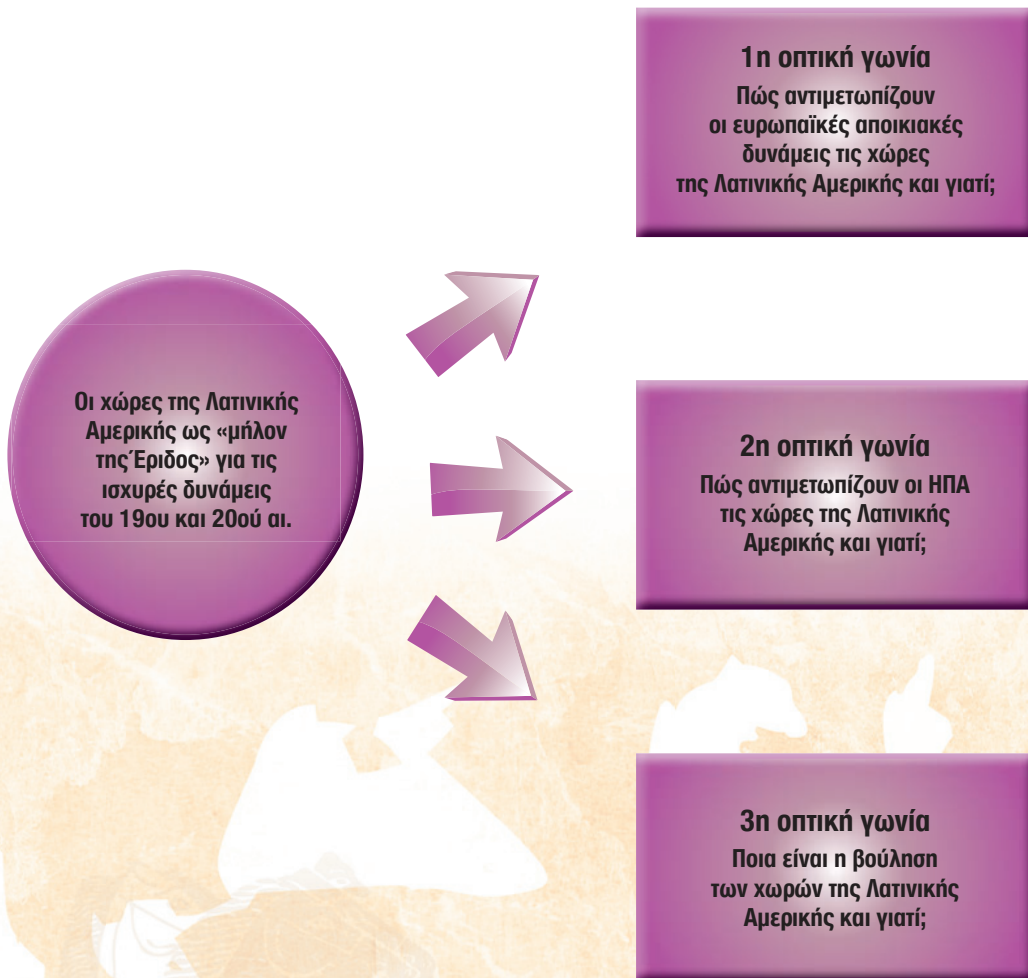 1η οπτική γωνία
Πώς αντιμετωπίζουν
οι ευρωπαϊκές αποικιακές
δυνάμεις τις χώρες
της Λατινικής Αμερικής και γιατί;
Οι χώρες της Λατινικής
Αμερικής ως «μήλον
της Έριδος» για τις
ισχυρές δυνάμεις
του 19ου και 20ού αι.
2η οπτική γωνία
Πώς αντιμετωπίζουν οι ΗΠΑ
τις χώρες της Λατινικής
Αμερικής και γιατί;
3η οπτική γωνία
Ποια είναι η βούληση
των χωρών της Λατινικής
Αμερικής και γιατί;